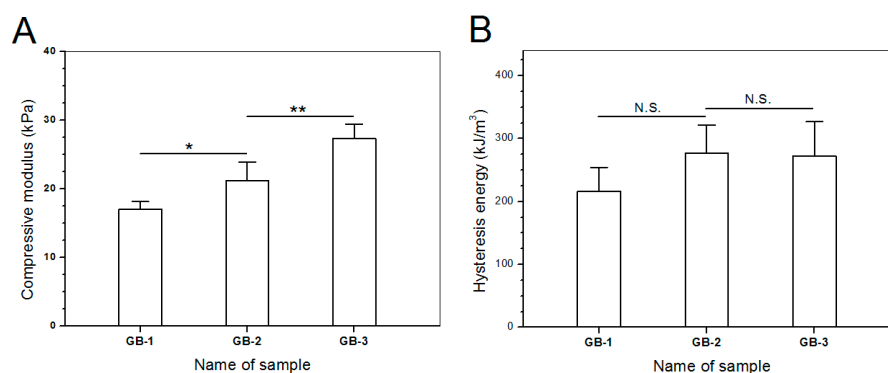 A
Compressive modulus (kPa)
40
30
20
10
0
*
**
GB-1 GB-2 GB-3
Name of sample
B
Hysteresis energy (kJ/m³)
400
300
200
100
0
N.S.
N.S.
GB-1 GB-2 GB-3
Name of sample